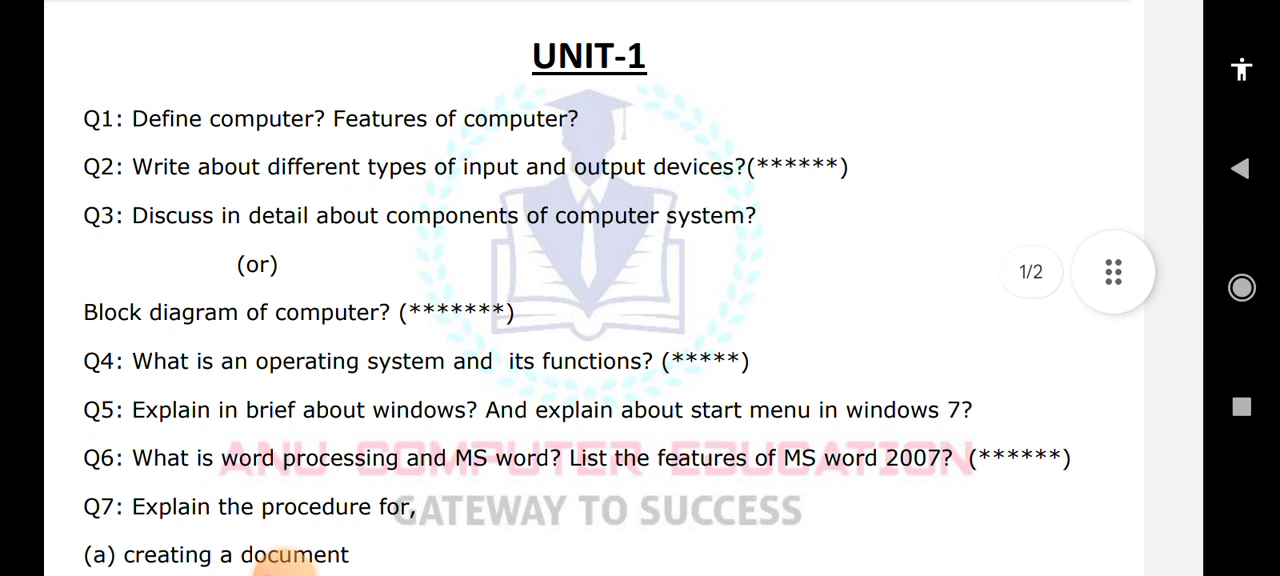 UNIT-1
Q1: Define computer? Features of computer?
Q2: Write about different types of input and output devices?(******)
Q3: Discuss in detail about components of computer system?
(or)
Block diagram of computer? (*******)
Q4: What is an operating system and  its functions? (*****)
Q5: Explain in brief about windows? And explain about start menu in windows 7?
ANU COMPUTER EDUCATION
Q6: What is word processing and MS word? List the features of MS word 2007?  (******)
Q7: Explain the procedure for,
GATEWAY TO SUCCESS
(a) creating a document
1/2